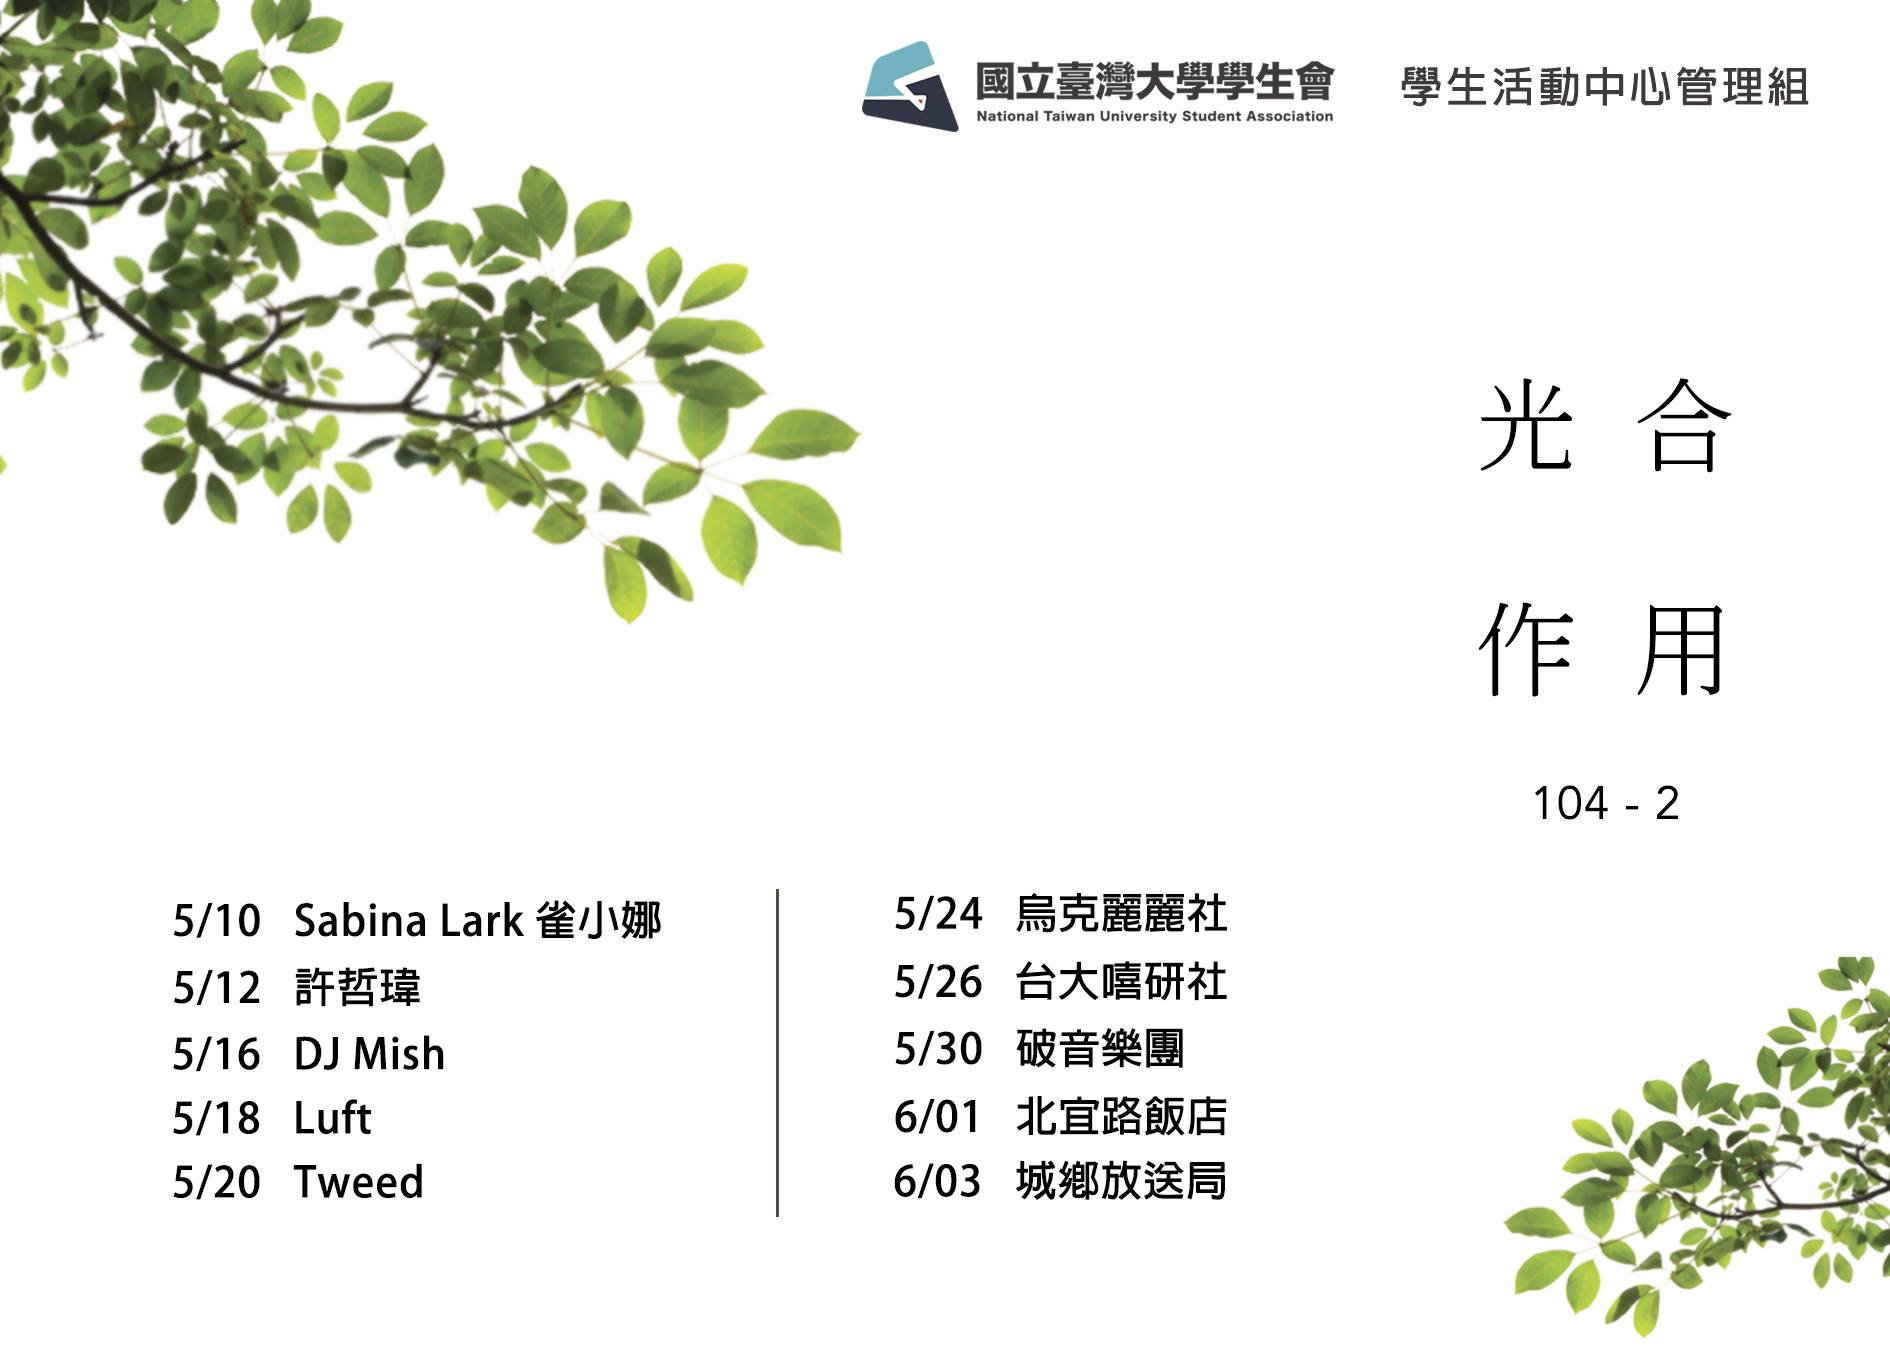 國立臺灣大學學生會 學生活動中心管理組
National Taiwan University Student Association
光合
作用
104 - 2
5/10 Sabina Lark 雀小娜
5/12 許哲瑋
5/16 DJ Mish
5/18 Luft
5/20 Tweed
5/24 烏克麗麗社
5/26 台大嘻研社
5/30 破音樂團
6/01 北宜路飯店
6/03 城鄉放送局